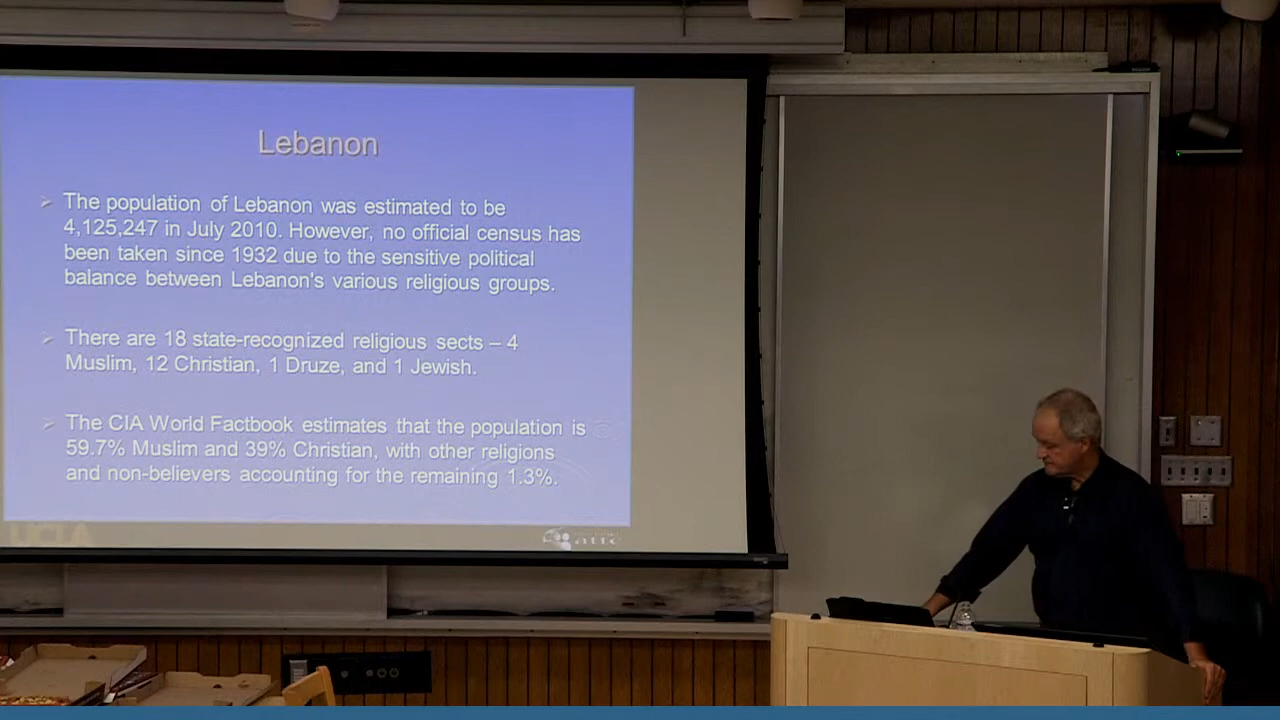 Lebanon
The population of Lebanon was estimated to be
4,125,247 in July 2010. However, no official census has
been taken since 1932 due to the sensitive political
balance between Lebanon's various religious groups.
There are 18 state-recognized religious sects – 4
Muslim, 12 Christian, 1 Druze, and 1 Jewish.
The CIA World Factbook estimates that the population is
59.7% Muslim and 39% Christian, with other religions
and non-believers accounting for the remaining 1.3%.
UCLA